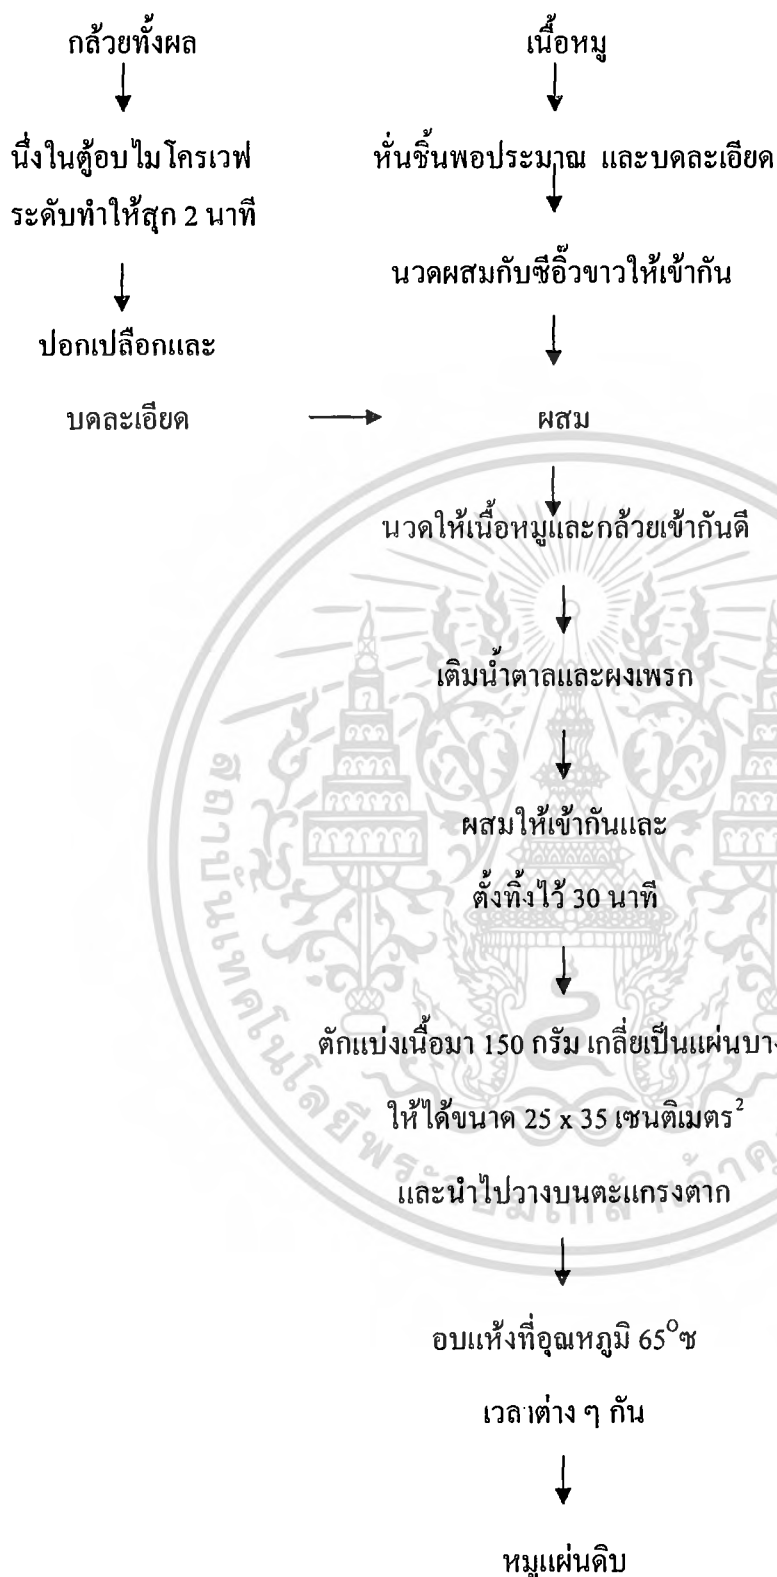 กล้วยทั้งผล
เนื้อหมู
นึ่งในตู้อบไมโครเวฟ
ระดับทำให้สุก 2 นาที
หั่นชิ้นพอประมาณ และบดละเอียด
นวดผสมกับซีอิ๊วขาวให้เข้ากัน
ปอกเปลือกและ
บดละเอียด
ผสม
นวดให้เนื้อหมูและกล้วยเข้ากันดี
เติมน้ำตาลและผงเพรก
ผสมให้เข้ากันและ
ตั้งทิ้งไว้ 30 นาที
ตักแบ่งเนื้อมา 150 กรัม เกลี่ยเป็นแผ่นบาง
ให้ได้ขนาด 25 x 35 เซนติเมตร²
และนำไปวางบนตะแกรงตาก
อบแห้งที่อุณหภูมิ 65°ซ
เวลาต่าง ๆ กัน
หมูแผ่นดิบ